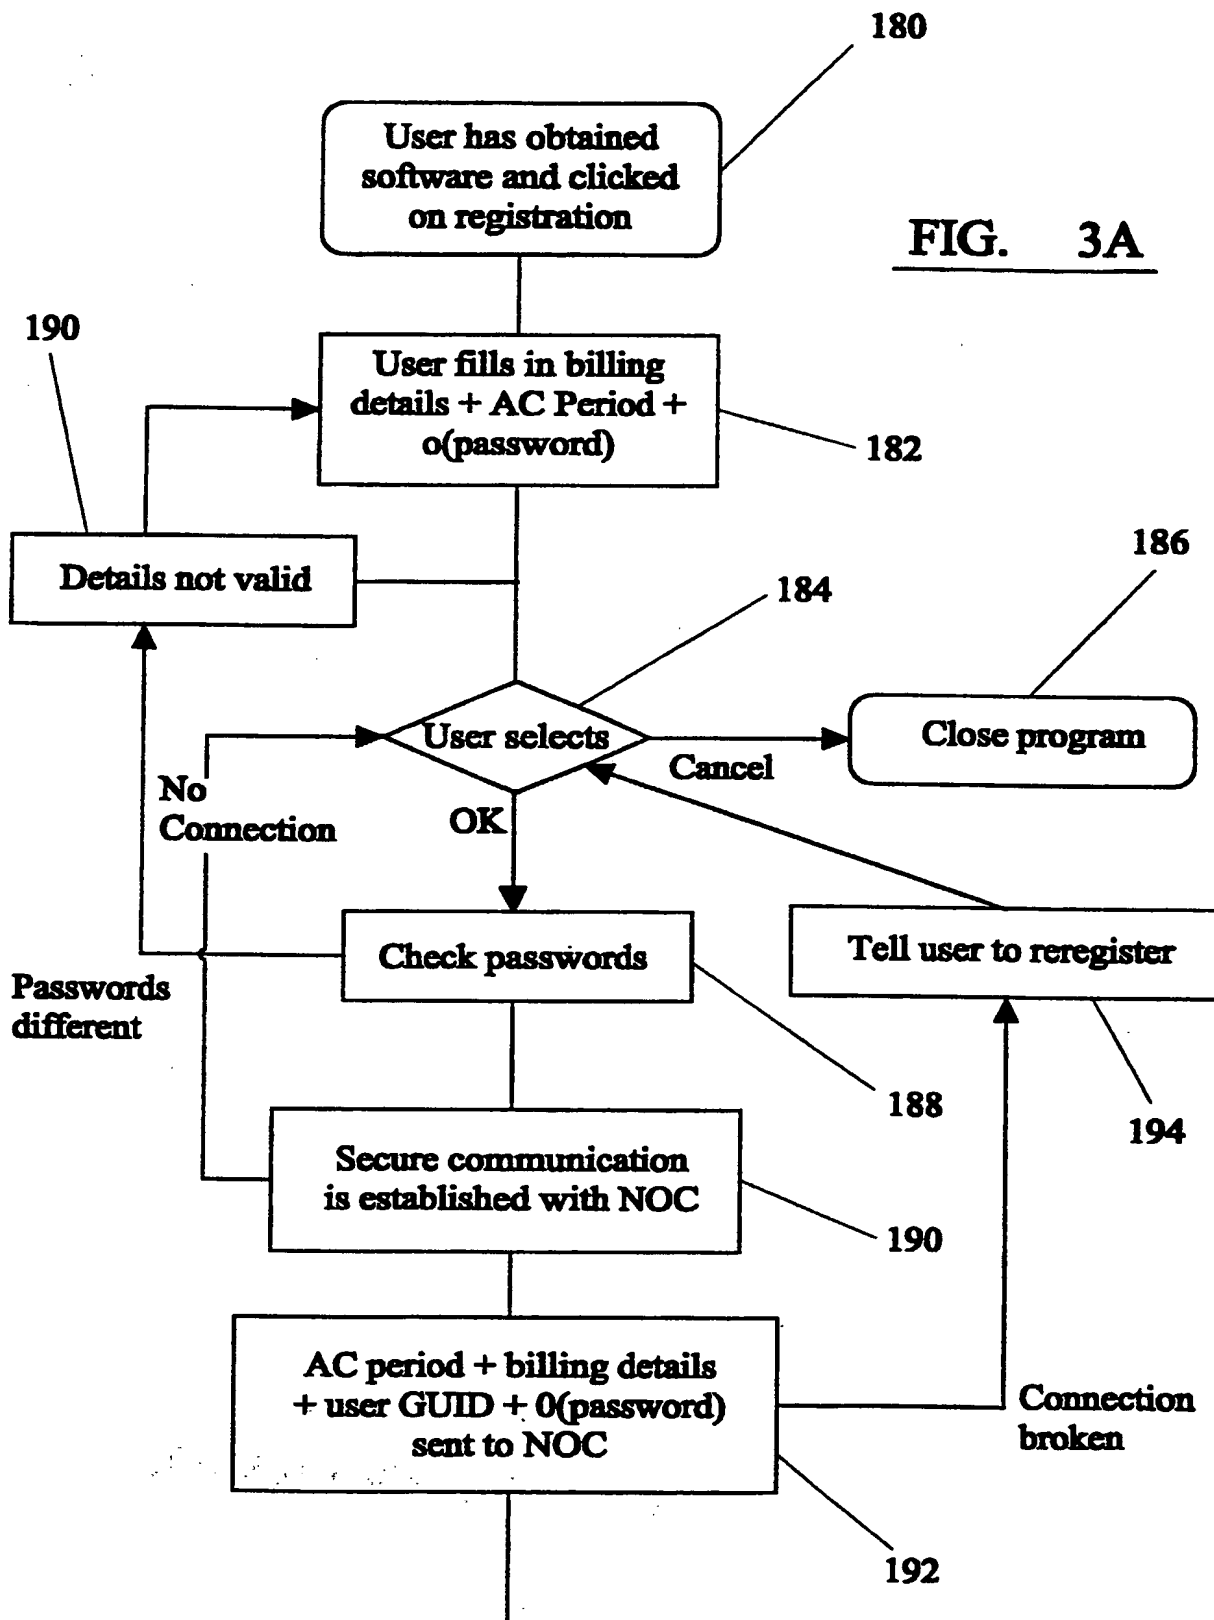 180
User has obtained
software and clicked
on registration
FIG. 3A
190
User fills in billing
details + AC Period +
o(password)
182
Details not valid
184
186
User selects
Close program
Cancel
No
Connection
OK
Check passwords
Tell user to reregister
Passwords
different
188
194
Secure communication
is established with NOC
190
AC period + billing details
+ user GUID + 0(password)
sent to NOC
Connection
broken
192